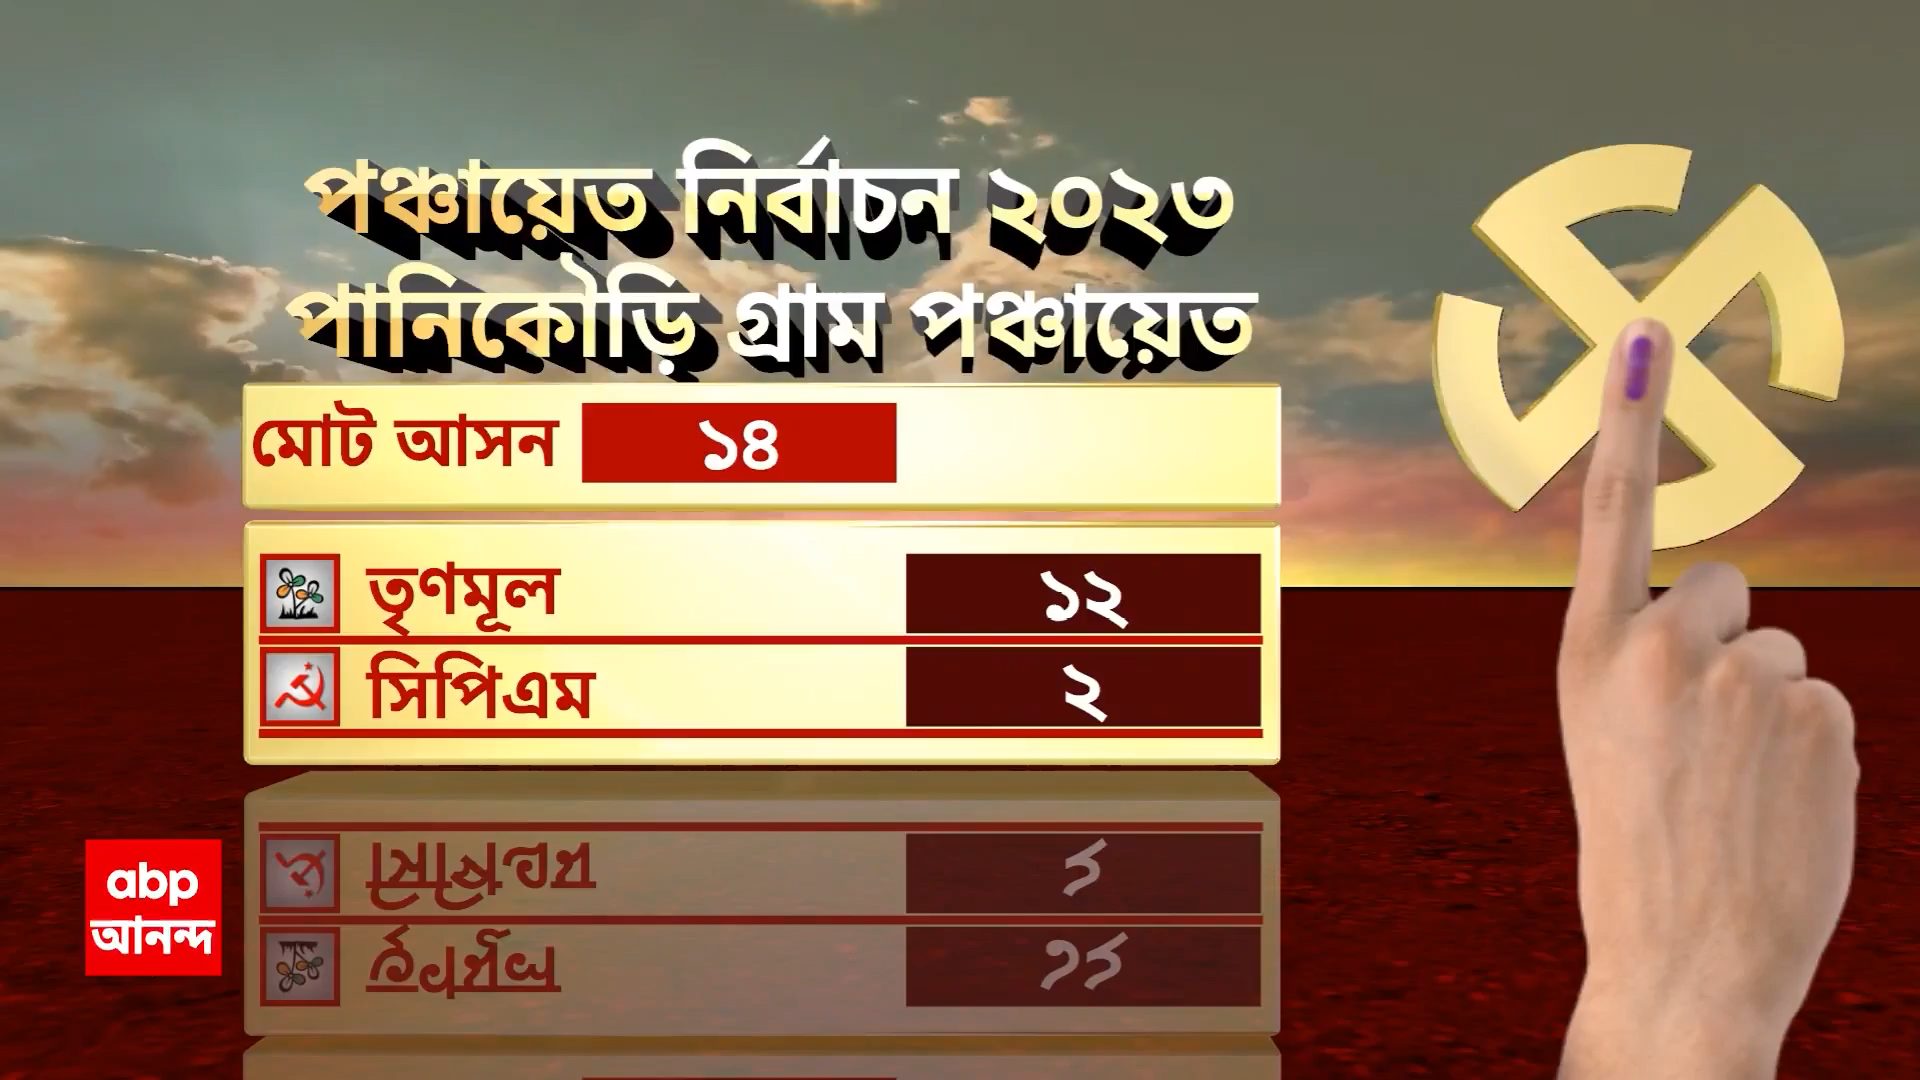 পঞ্চায়েত নির্বাচন ২০২৩
পানিকৌড়ি গ্রাম পঞ্চায়েত
মোট আসন ১৪
তৃণমূল ১২
সিপিএম ২
abp
আনন্দ